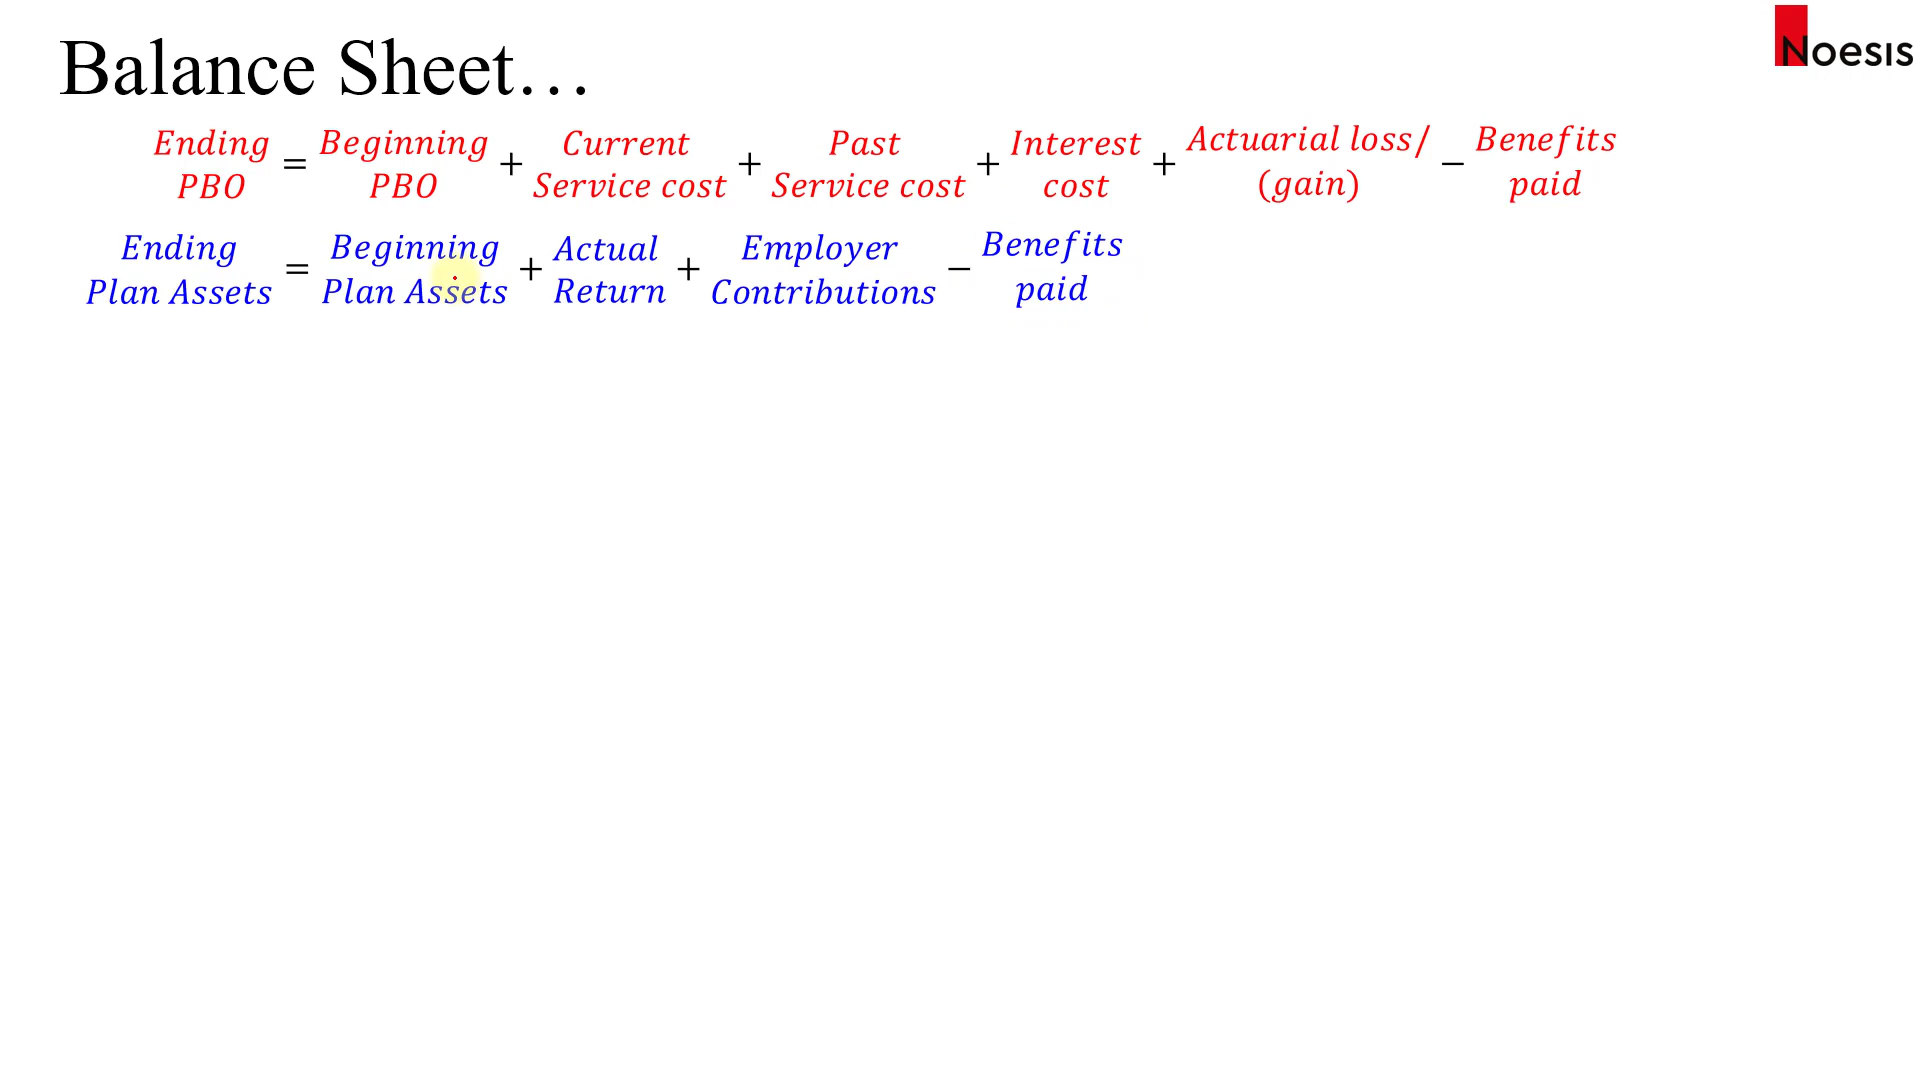 Balance Sheet…
Noesis
Ending PBO = Beginning PBO + Current Service cost + Past Service cost + Interest cost + Actuarial loss/(gain) − Benefits paid
Ending Plan Assets = Beginning Plan Assets + Actual Return + Employer Contributions − Benefits paid